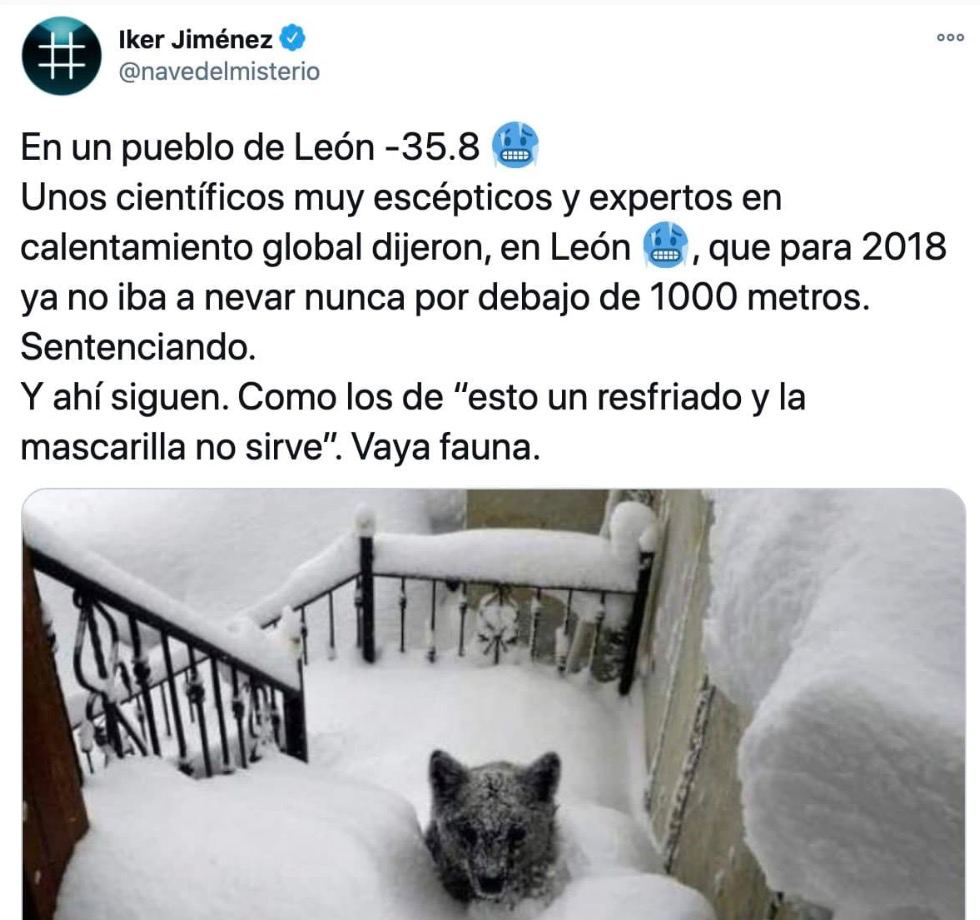 Iker Jiménez
@navedelmisterio
En un pueblo de León -35.8 🥶
Unos científicos muy escépticos y expertos en
calentamiento global dijeron, en León 🥶, que para 2018
ya no iba a nevar nunca por debajo de 1000 metros.
Sentenciando.
Y ahí siguen. Como los de “esto un resfriado y la
mascarilla no sirve”. Vaya fauna.